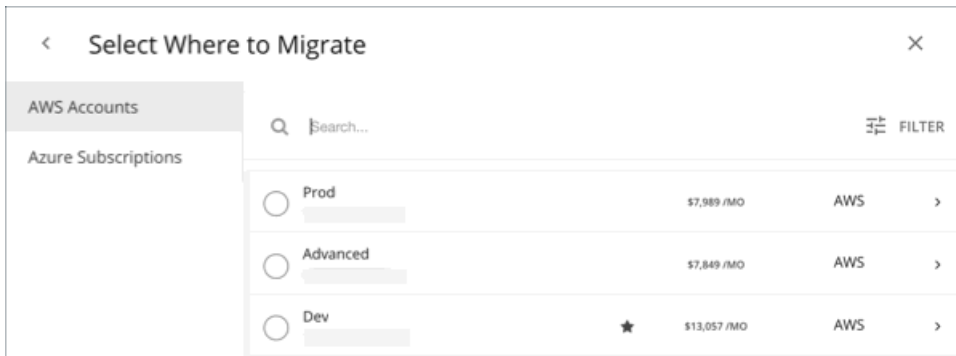 Select Where to Migrate
AWS Accounts
Azure Subscriptions
Search...
FILTER
Prod
$7,989 /MO
AWS
Advanced
$7,849 /MO
AWS
Dev
$13,057 /MO
AWS